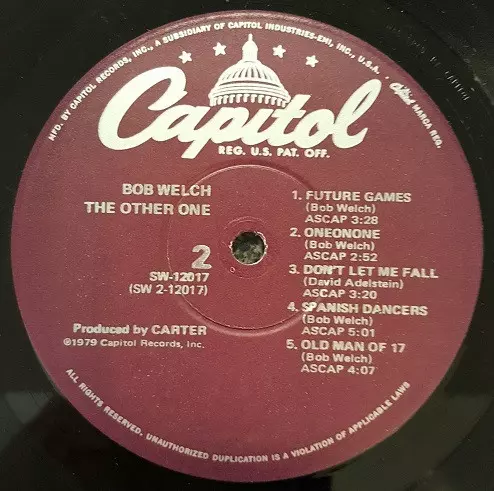 MFD. BY CAPITOL RECORDS, INC., A SUBSIDIARY OF CAPITOL INDUSTRIES-EMI, INC., U.S.A. · Capitol MARCA REG.
Capitol
REG. U.S. PAT. OFF.
BOB WELCH
THE OTHER ONE
2
SW-12017
(SW 2-12017)
Produced by CARTER
©1979 Capitol Records, Inc.
1. FUTURE GAMES
(Bob Welch)
ASCAP 3:28
2. ONEONONE
(Bob Welch)
ASCAP 2:52
3. DON'T LET ME FALL
(David Adelstein)
ASCAP 3:20
4. SPANISH DANCERS
(Bob Welch)
ASCAP 5:01
5. OLD MAN OF 17
(Bob Welch)
ASCAP 4:07
ALL RIGHTS RESERVED. UNAUTHORIZED DUPLICATION IS A VIOLATION OF APPLICABLE LAWS